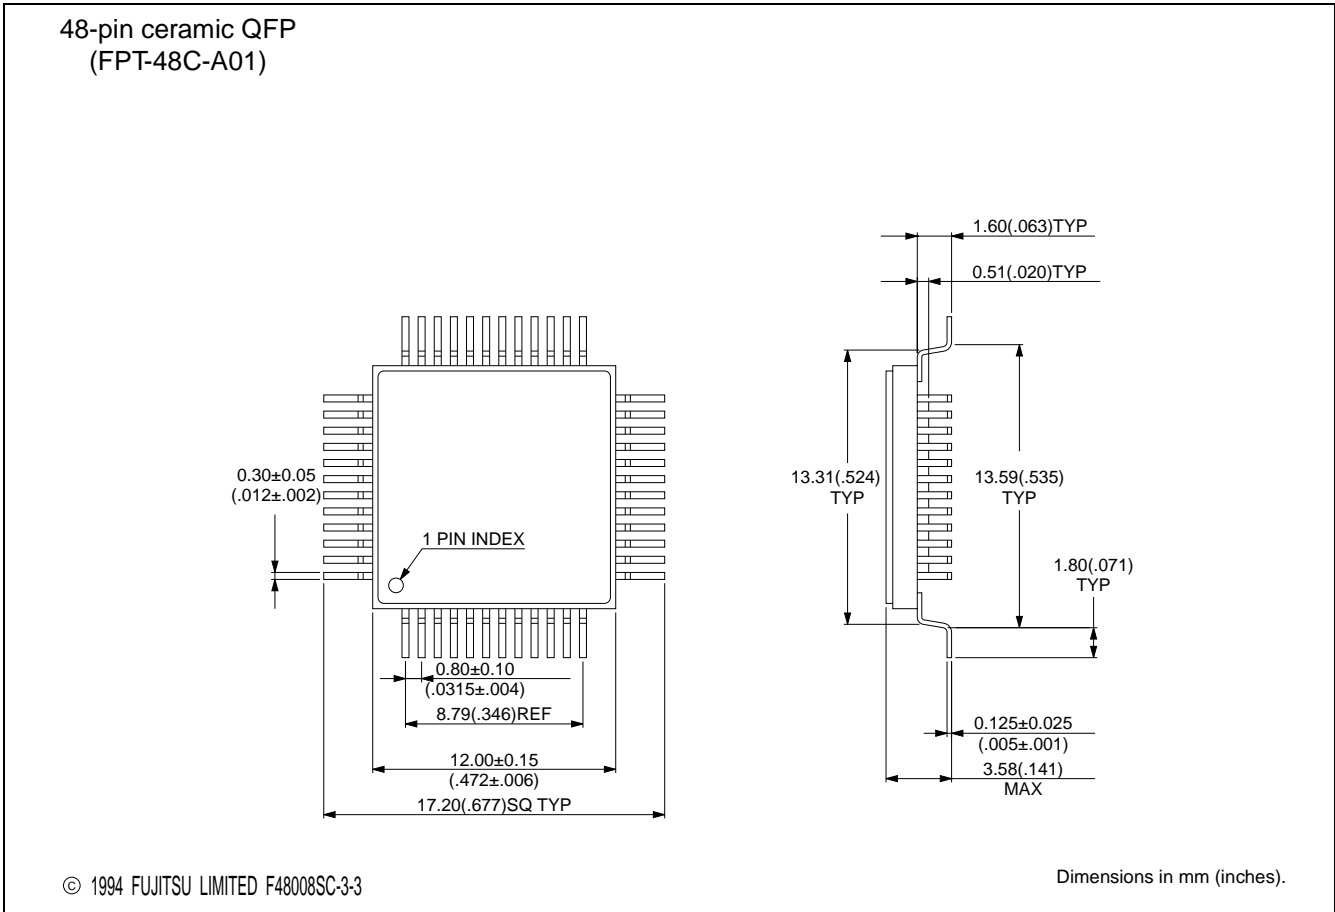 48-pin ceramic QFP
(FPT-48C-A01)
1.60(.063)TYP
0.51(.020)TYP
0.30±0.05
(.012±.002)
13.31(.524)
TYP
13.59(.535)
TYP
1 PIN INDEX
1.80(.071)
TYP
0.80±0.10
(.0315±.004)
8.79(.346)REF
0.125±0.025
(.005±.001)
12.00±0.15
(.472±.006)
3.58(.141)
MAX
17.20(.677)SQ TYP
© 1994 FUJITSU LIMITED F48008SC-3-3
Dimensions in mm (inches).